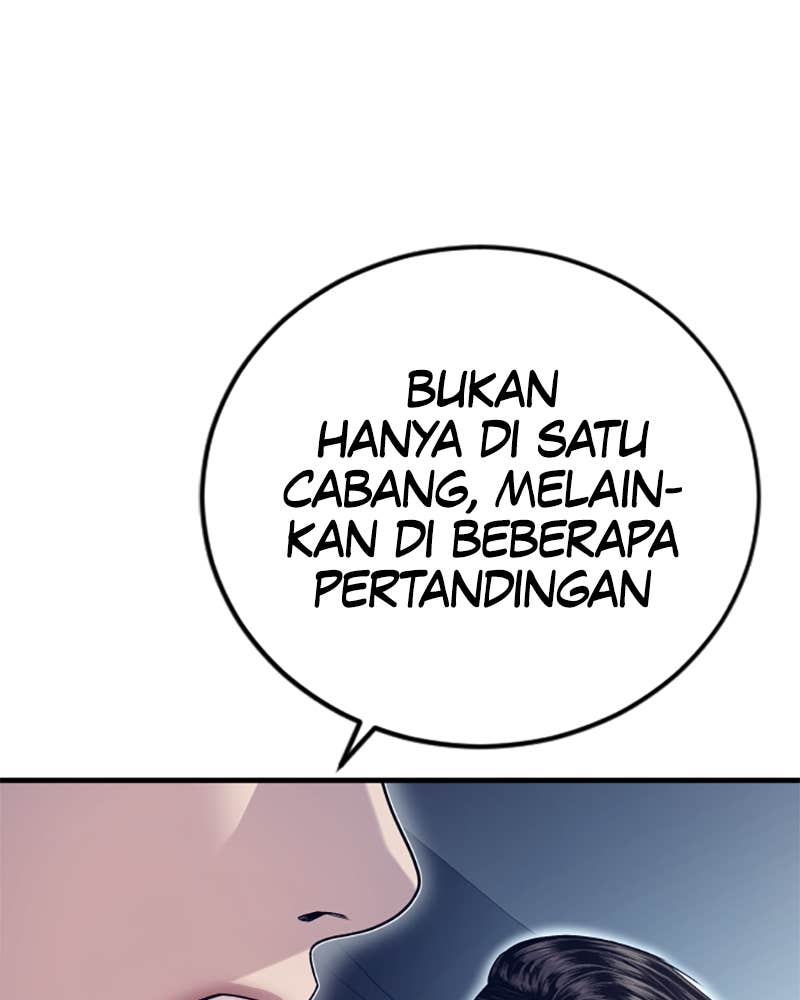 BUKAN
HANYA DI SATU
CABANG, MELAIN-
KAN DI BEBERAPA
PERTANDINGAN